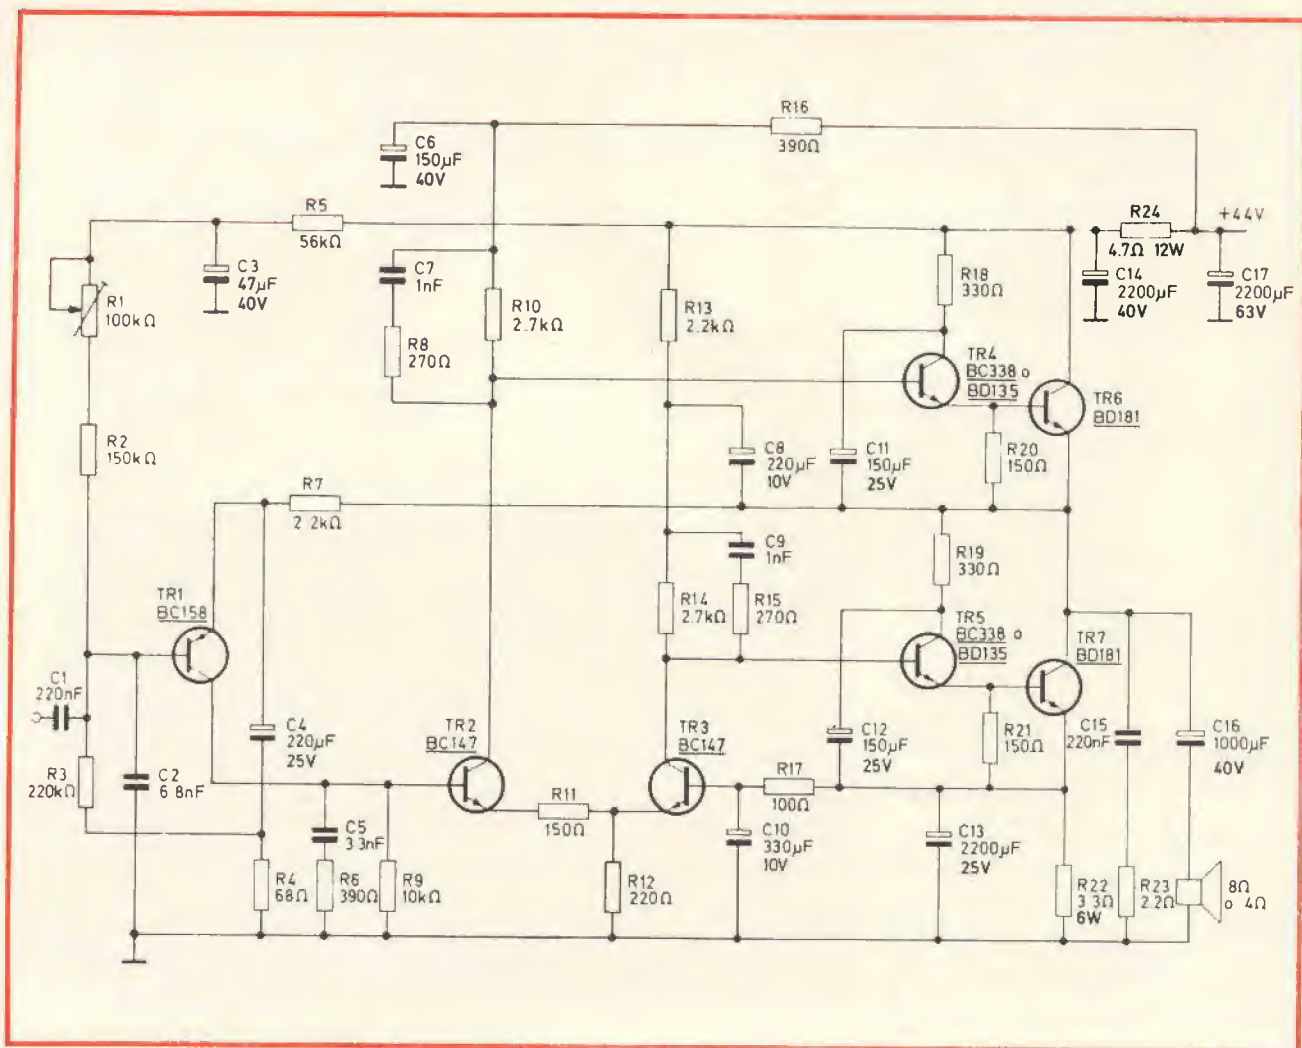 R16
390Ω
C6
150µF
40V
R5
56kΩ
R24
4.7Ω 12W
+44V
C3
47µF
40V
C7
1nF
R18
330Ω
C14
2200µF
40V
C17
2200µF
63V
R1
100kΩ
R10
2.7kΩ
R13
2.2kΩ
R8
270Ω
TR4
BC338 o
BD135
TR6
BD181
R2
150kΩ
C8
220µF
10V
C11
150µF
25V
R20
150Ω
R7
2 2kΩ
C9
1nF
R19
330Ω
TR1
BC158
R14
2.7kΩ
R15
270Ω
TR5
BC338 o
BD135
TR7
BD181
C1
220nF
C4
220µF
25V
TR2
BC147
TR3
BC147
C12
150µF
25V
R21
150Ω
C15
220nF
C16
1000µF
40V
R3
220kΩ
C2
6 8nF
R17
100Ω
R11
150Ω
C5
3.3nF
C10
330µF
10V
C13
2200µF
25V
R4
68Ω
R6
390Ω
R9
10kΩ
R12
220Ω
R22
3.3Ω
6W
R23
2.2Ω
8Ω
o 4Ω